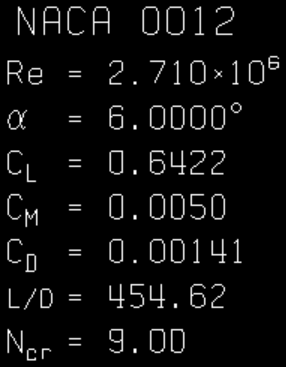 NACA 0012
Re = 2.710×10⁶
α = 6.0000°
C_L = 0.6422
C_M = 0.0050
C_D = 0.00141
L/D = 454.62
N_cr = 9.00